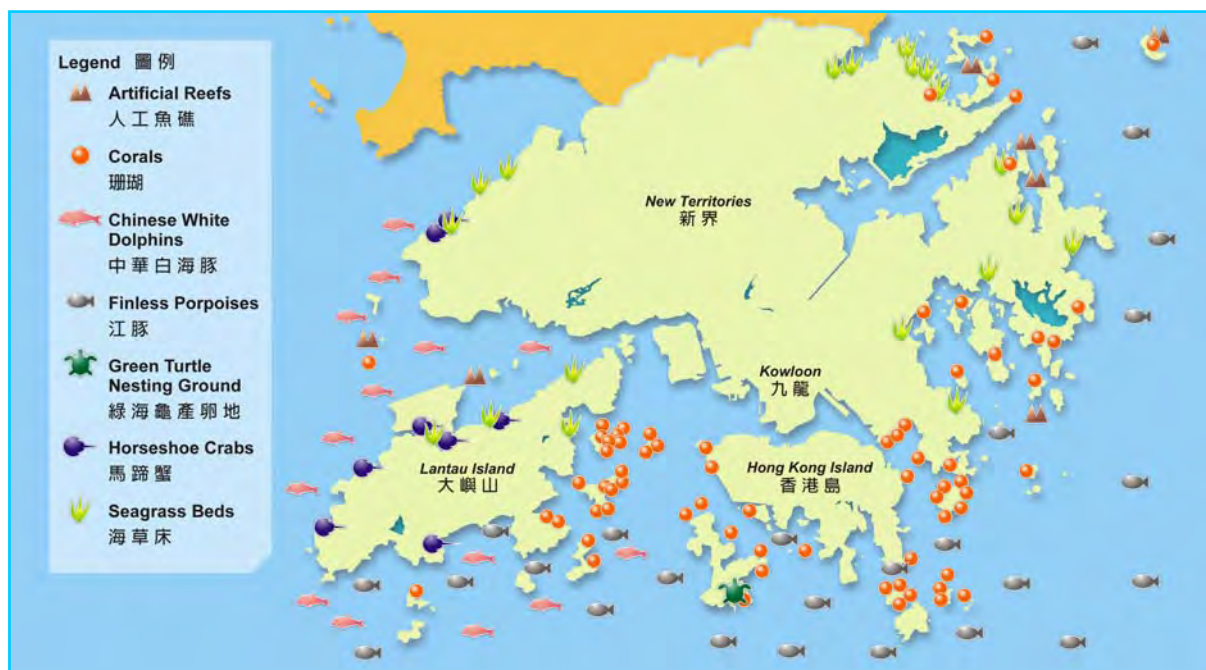 Legend 圖例
Artificial Reefs
人工魚礁
Corals
珊瑚
Chinese White
Dolphins
中華白海豚
Finless Porpoises
江豚
Green Turtle
Nesting Ground
綠海龜產卵地
Horseshoe Crabs
馬蹄蟹
Seagrass Beds
海草床
New Territories
新界
Kowloon
九龍
Lantau Island
大嶼山
Hong Kong Island
香港島